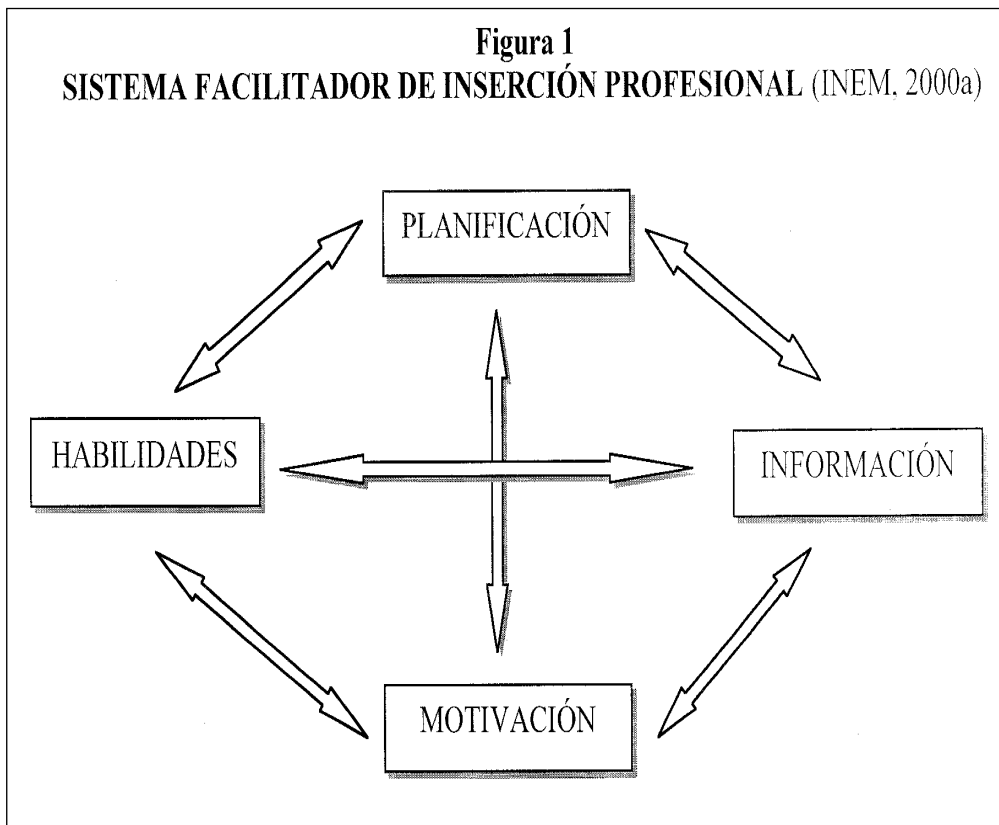 Figura 1
SISTEMA FACILITADOR DE INSERCIÓN PROFESIONAL (INEM, 2000a)
PLANIFICACIÓN
HABILIDADES
INFORMACIÓN
MOTIVACIÓN